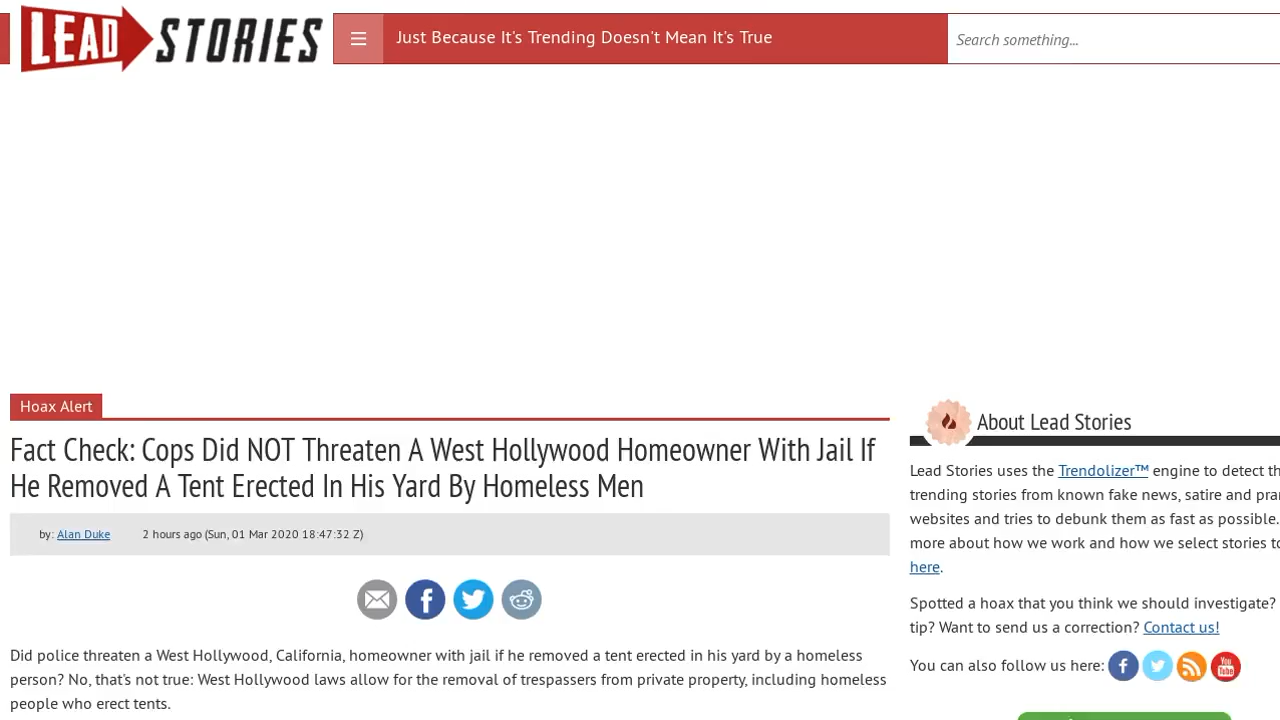 LEAD STORIES
Just Because It's Trending Doesn't Mean It's True
Search something...
Hoax Alert
Fact Check: Cops Did NOT Threaten A West Hollywood Homeowner With Jail If
He Removed A Tent Erected In His Yard By Homeless Men
by: Alan Duke 2 hours ago (Sun, 01 Mar 2020 18:47:32 Z)
Did police threaten a West Hollywood, California, homeowner with jail if he removed a tent erected in his yard by a homeless
person? No, that's not true: West Hollywood laws allow for the removal of trespassers from private property, including homeless
people who erect tents.
About Lead Stories
Lead Stories uses the Trendolizer™ engine to detect
trending stories from known fake news, satire and
websites and tries to debunk them as fast as possible.
more about how we work and how we select stories
here.
Spotted a hoax that you think we should investigate?
tip? Want to send us a correction? Contact us!
You can also follow us here:
You Tube